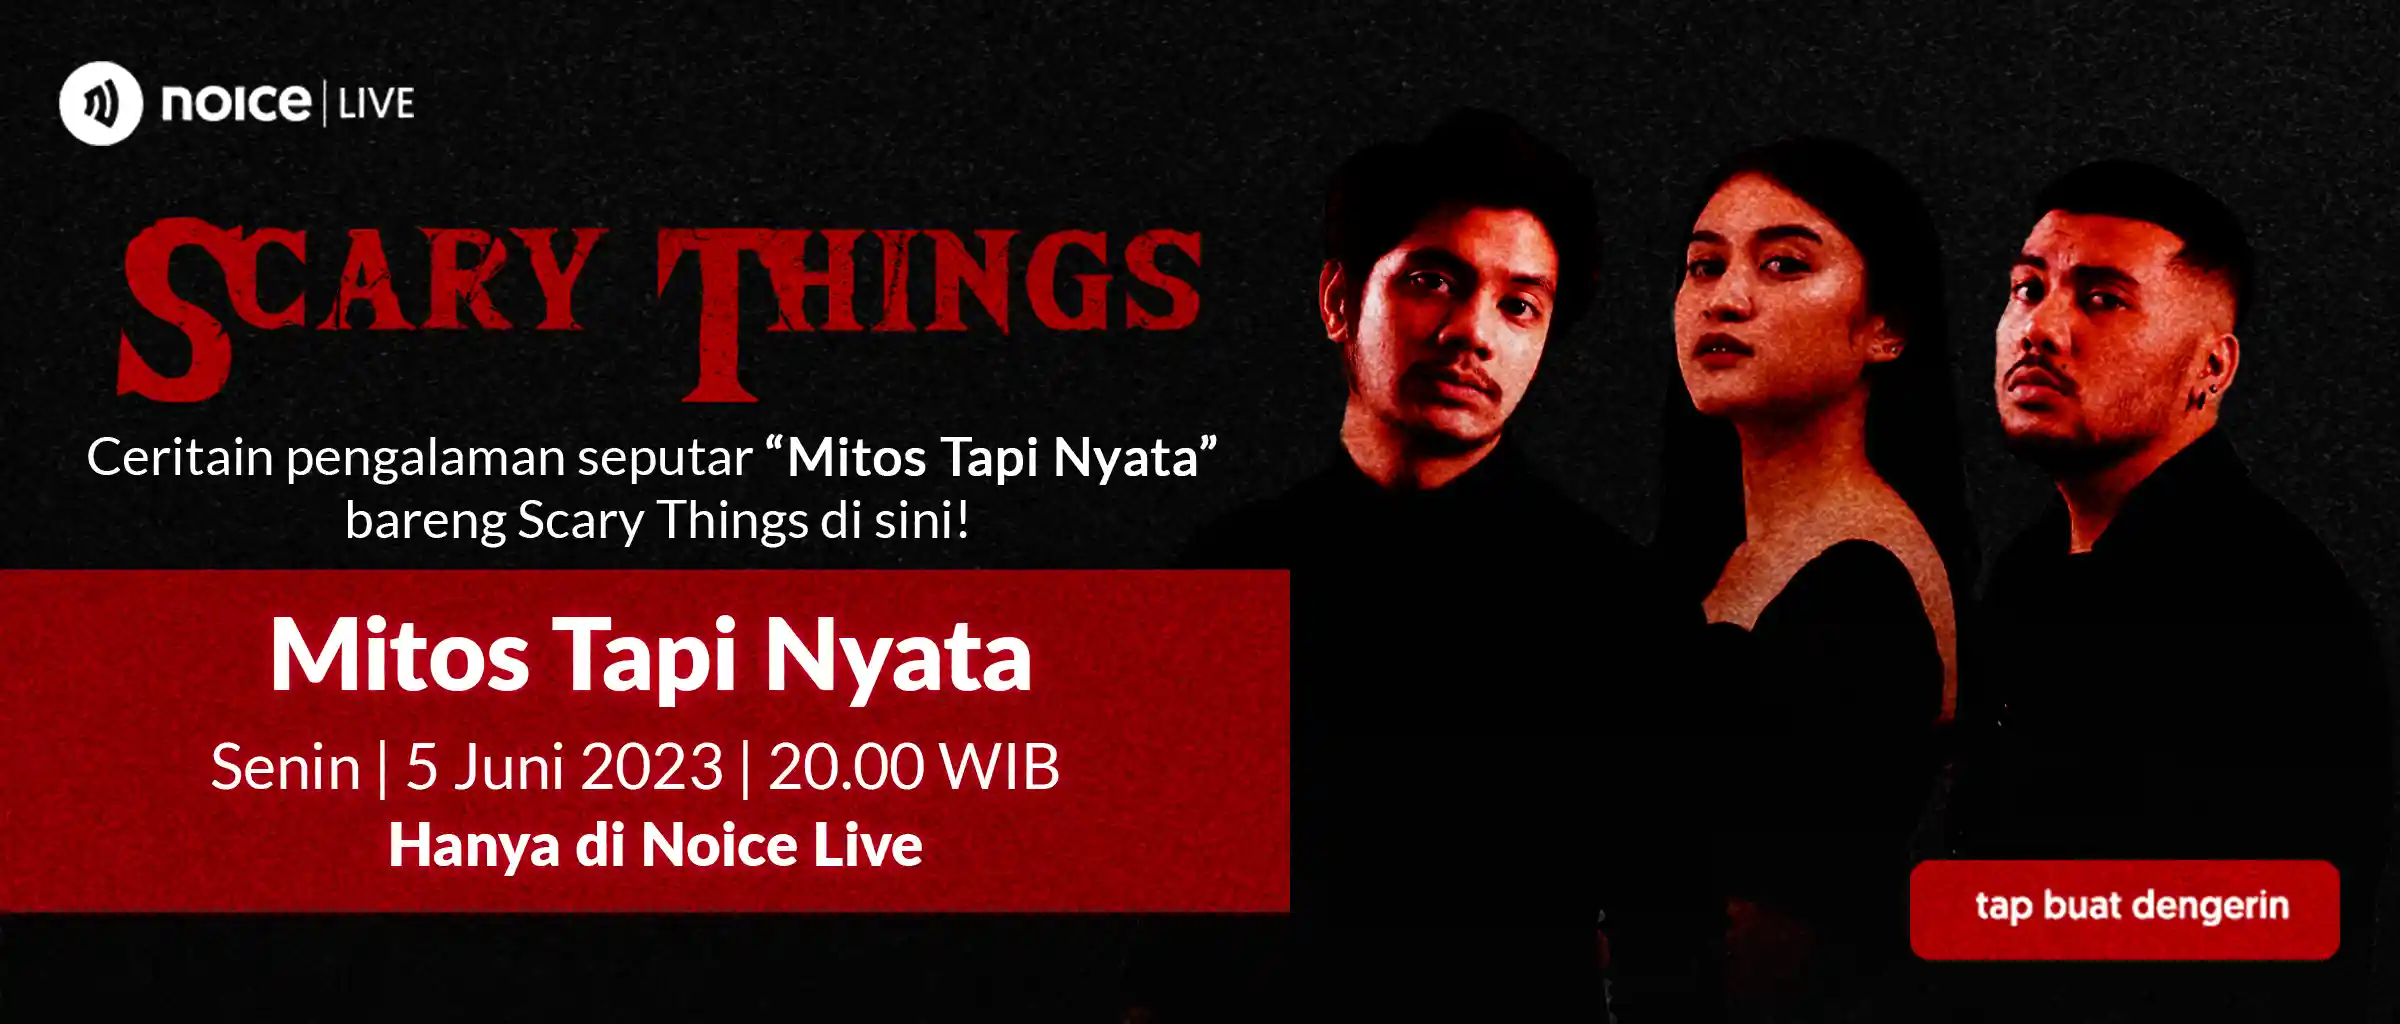 noice | LIVE
SCARY THINGS
Ceritain pengalaman seputar “Mitos Tapi Nyata”
bareng Scary Things di sini!
Mitos Tapi Nyata
Senin | 5 Juni 2023 | 20.00 WIB
Hanya di Noice Live
tap buat dengerin